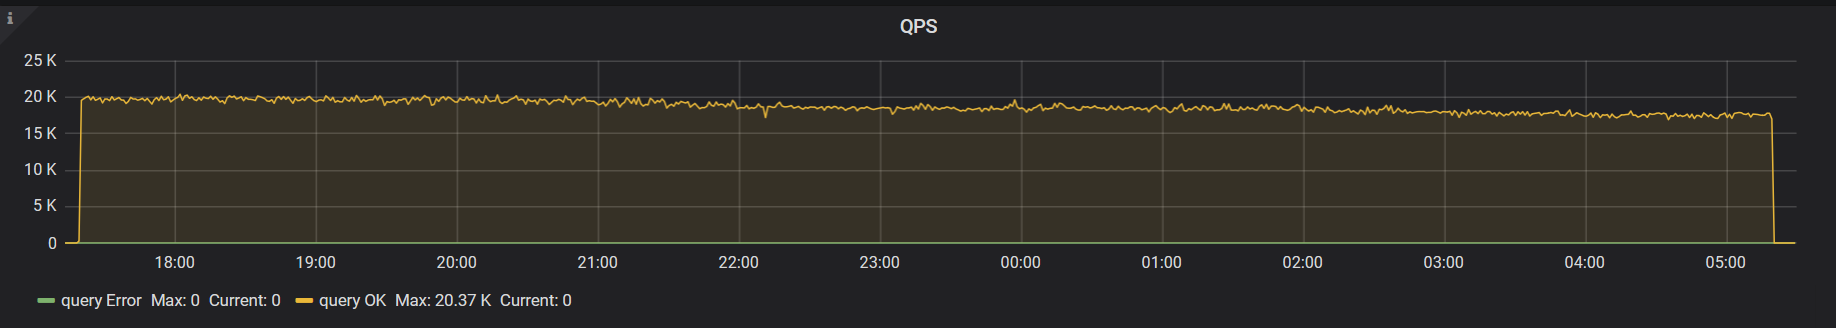 i
QPS
25 K
20 K
15 K
10 K
5 K
0
18:00 19:00 20:00 21:00 22:00 23:00 00:00 01:00 02:00 03:00 04:00 05:00
query Error Max: 0 Current: 0 query OK Max: 20.37 K Current: 0